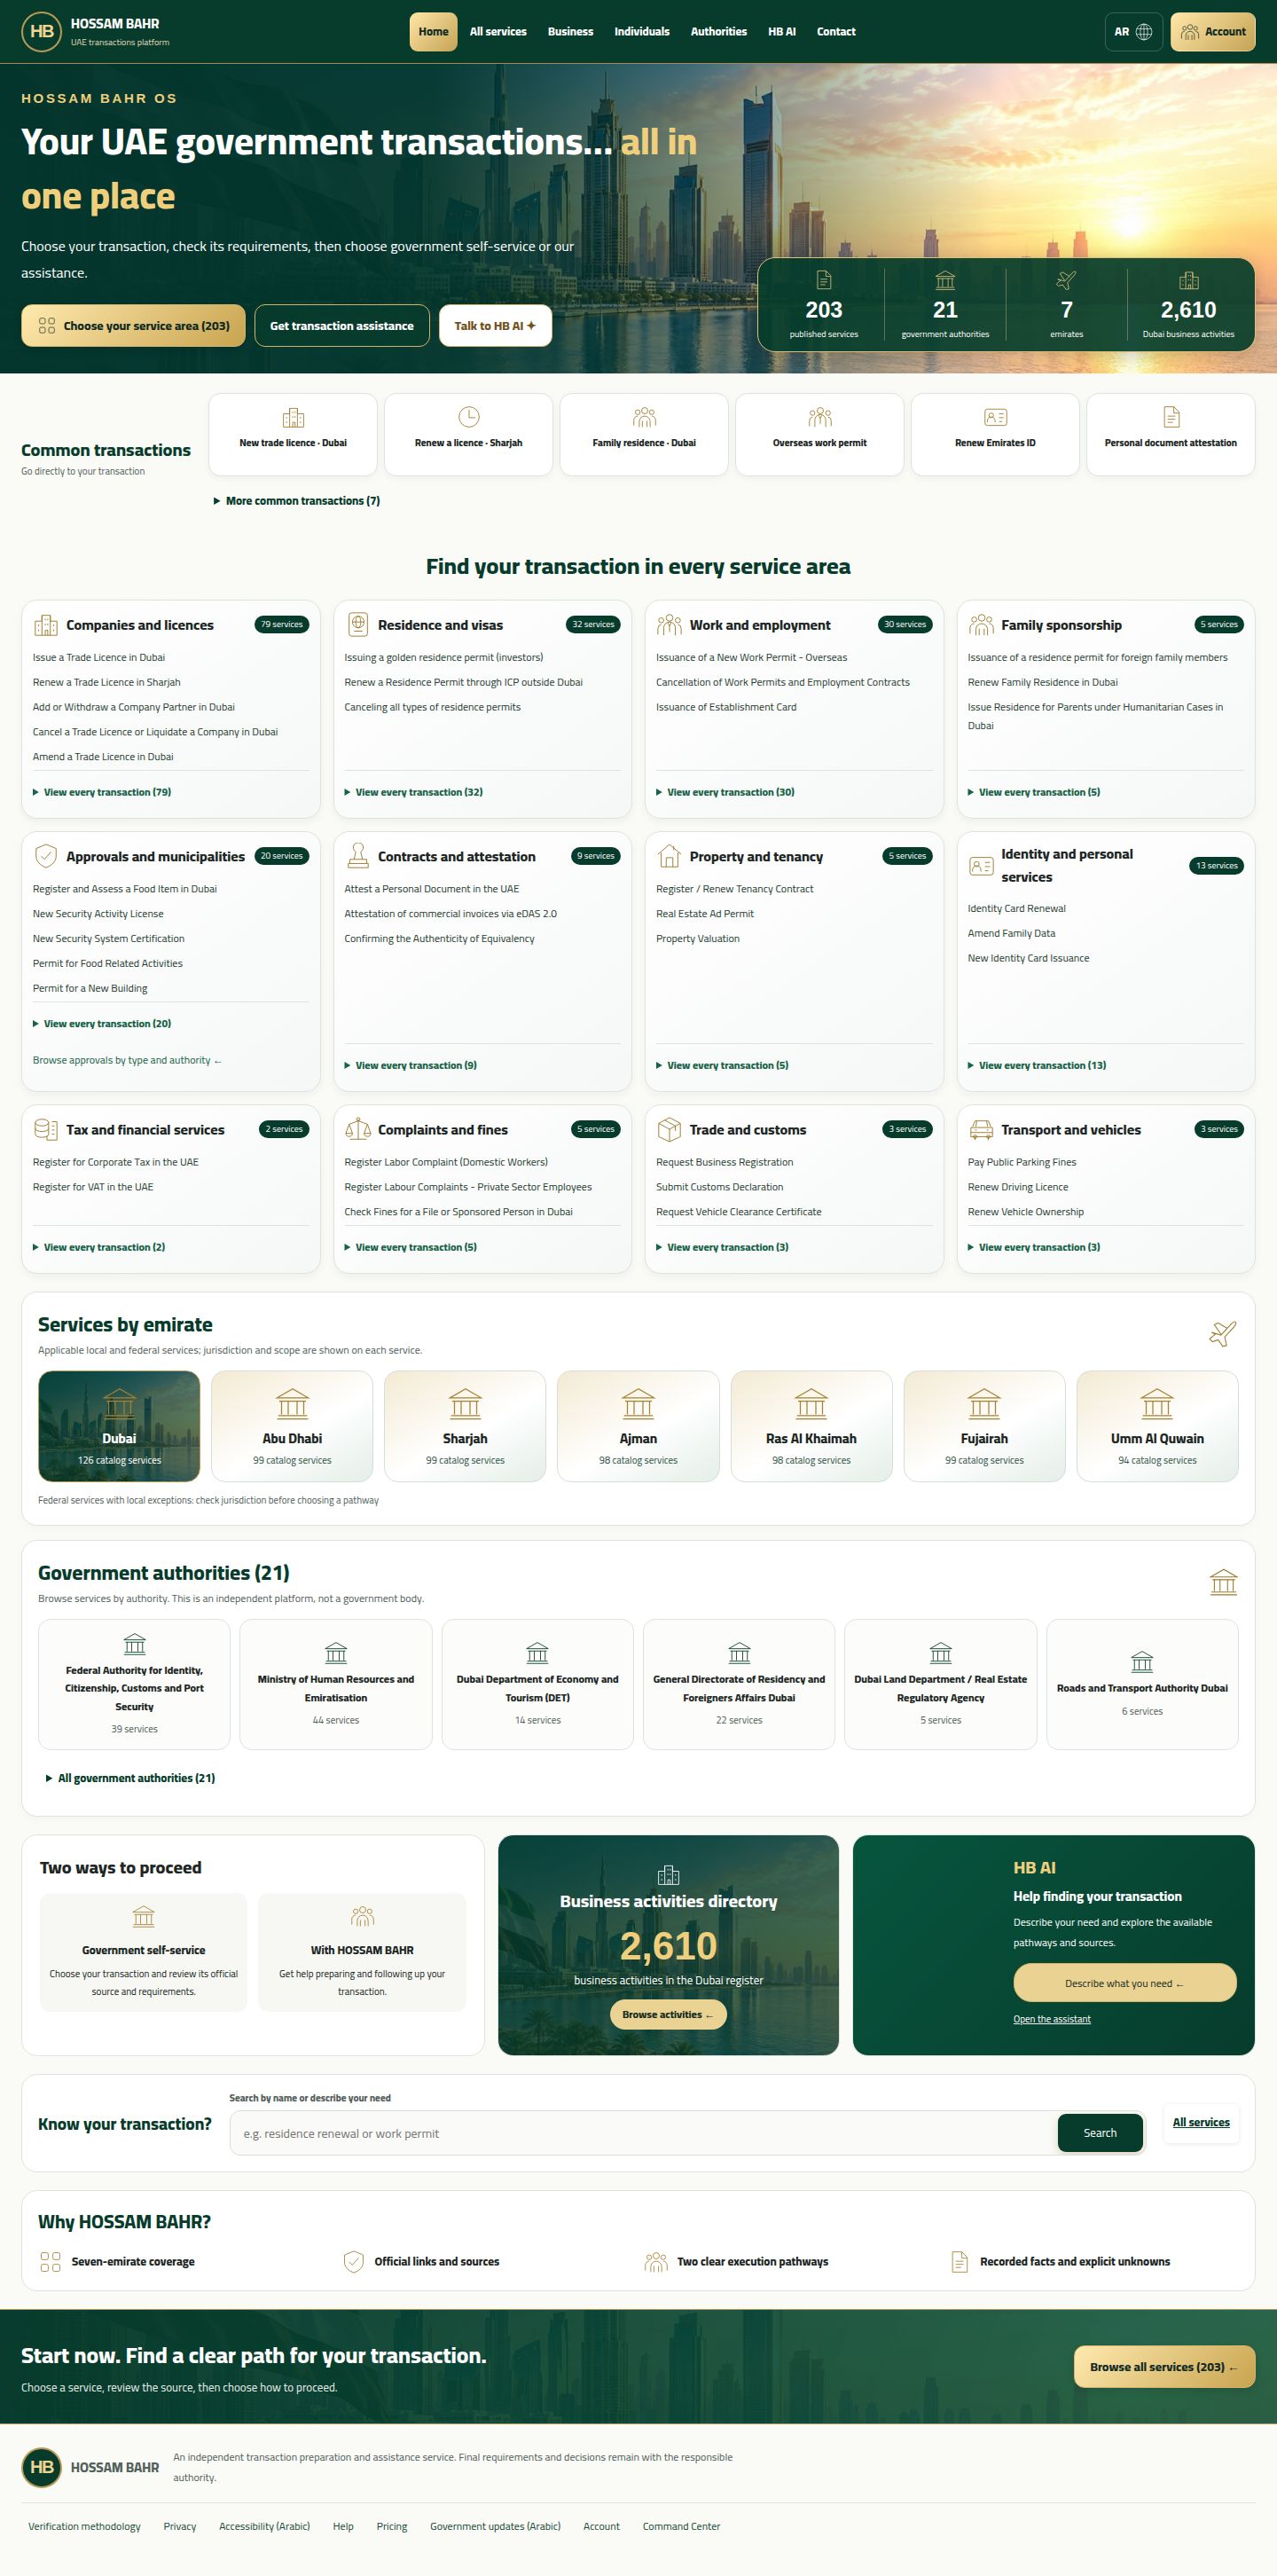 HB
HOSSAM BAHR
UAE transactions platform
Home
All services
Business
Individuals
Authorities
HB AI
Contact
AR
Account
HOSSAM BAHR OS
Your UAE government transactions... all in
one place
Choose your transaction, check its requirements, then choose government self-service or our
assistance.
Choose your service area (203)
Get transaction assistance
Talk to HB AI ✦
203
published services
21
government authorities
7
emirates
2,610
Dubai business activities
Common transactions
Go directly to your transaction
New trade licence · Dubai
Renew a licence · Sharjah
Family residence · Dubai
Overseas work permit
Renew Emirates ID
Personal document attestation
▶ More common transactions (7)
Find your transaction in every service area
Companies and licences
79 services
Issue a Trade Licence in Dubai
Renew a Trade Licence in Sharjah
Add or Withdraw a Company Partner in Dubai
Cancel a Trade Licence or Liquidate a Company in Dubai
Amend a Trade Licence in Dubai
▶ View every transaction (79)
Residence and visas
32 services
Issuing a golden residence permit (investors)
Renew a Residence Permit through ICP outside Dubai
Canceling all types of residence permits
▶ View every transaction (32)
Work and employment
30 services
Issuance of a New Work Permit - Overseas
Cancellation of Work Permits and Employment Contracts
Issuance of Establishment Card
▶ View every transaction (30)
Family sponsorship
5 services
Issuance of a residence permit for foreign family members
Renew Family Residence in Dubai
Issue Residence for Parents under Humanitarian Cases in
Dubai
▶ View every transaction (5)
Approvals and municipalities
20 services
Register and Assess a Food Item in Dubai
New Security Activity License
New Security System Certification
Permit for Food Related Activities
Permit for a New Building
▶ View every transaction (20)
Browse approvals by type and authority ←
Contracts and attestation
9 services
Attest a Personal Document in the UAE
Attestation of commercial invoices via eDAS 2.0
Confirming the Authenticity of Equivalency
▶ View every transaction (9)
Property and tenancy
5 services
Register / Renew Tenancy Contract
Real Estate Ad Permit
Property Valuation
▶ View every transaction (5)
Identity and personal
services
13 services
Identity Card Renewal
Amend Family Data
New Identity Card Issuance
▶ View every transaction (13)
Tax and financial services
2 services
Register for Corporate Tax in the UAE
Register for VAT in the UAE
▶ View every transaction (2)
Complaints and fines
5 services
Register Labor Complaint (Domestic Workers)
Register Labour Complaints - Private Sector Employees
Check Fines for a File or Sponsored Person in Dubai
▶ View every transaction (5)
Trade and customs
3 services
Request Business Registration
Submit Customs Declaration
Request Vehicle Clearance Certificate
▶ View every transaction (3)
Transport and vehicles
3 services
Pay Public Parking Fines
Renew Driving Licence
Renew Vehicle Ownership
▶ View every transaction (3)
Services by emirate
Applicable local and federal services; jurisdiction and scope are shown on each service.
Dubai
126 catalog services
Abu Dhabi
99 catalog services
Sharjah
99 catalog services
Ajman
98 catalog services
Ras Al Khaimah
98 catalog services
Fujairah
99 catalog services
Umm Al Quwain
94 catalog services
Federal services with local exceptions: check jurisdiction before choosing a pathway
Government authorities (21)
Browse services by authority. This is an independent platform, not a government body.
Federal Authority for Identity,
Citizenship, Customs and Port
Security
39 services
Ministry of Human Resources and
Emiratisation
44 services
Dubai Department of Economy and
Tourism (DET)
14 services
General Directorate of Residency and
Foreigners Affairs Dubai
22 services
Dubai Land Department / Real Estate
Regulatory Agency
5 services
Roads and Transport Authority Dubai
6 services
▶ All government authorities (21)
Two ways to proceed
Government self-service
Choose your transaction and review its official
source and requirements.
With HOSSAM BAHR
Get help preparing and following up your
transaction.
Business activities directory
2,610
business activities in the Dubai register
Browse activities ←
HB AI
Help finding your transaction
Describe your need and explore the available
pathways and sources.
Describe what you need ←
Open the assistant
Know your transaction?
Search by name or describe your need
e.g. residence renewal or work permit
Search
All services
Why HOSSAM BAHR?
Seven-emirate coverage
Official links and sources
Two clear execution pathways
Recorded facts and explicit unknowns
Start now. Find a clear path for your transaction.
Choose a service, review the source, then choose how to proceed.
Browse all services (203) ←
HB
HOSSAM BAHR
An independent transaction preparation and assistance service. Final requirements and decisions remain with the responsible
authority.
Verification methodology
Privacy
Accessibility (Arabic)
Help
Pricing
Government updates (Arabic)
Account
Command Center